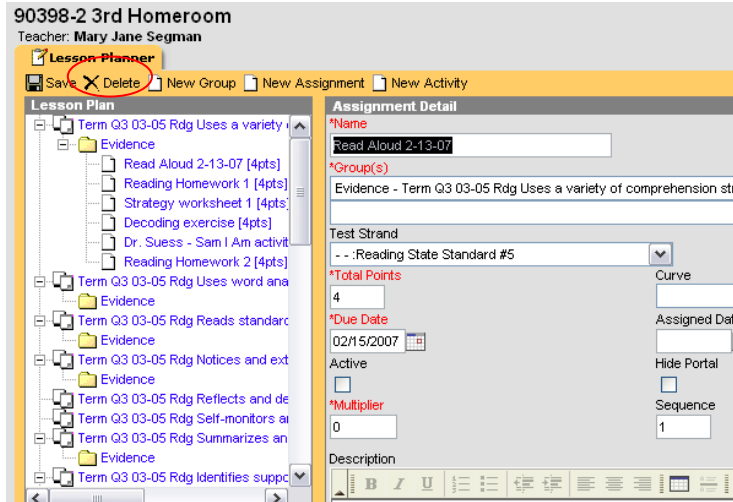 90398-2 3rd Homeroom
Teacher: Mary Jane Segman
Lesson Planner
Save Delete New Group New Assignment New Activity
Lesson Plan
Term Q3 03-05 Rdg Uses a variety
Evidence
Read Aloud 2-13-07 [4pts]
Reading Homework 1 [4pts]
Strategy worksheet 1 [4pts]
Decoding exercise [4pts]
Dr. Suess - Sam I Am activit
Reading Homework 2 [4pts]
Term Q3 03-05 Rdg Uses word ana
Evidence
Term Q3 03-05 Rdg Reads standard
Evidence
Term Q3 03-05 Rdg Notices and ext
Evidence
Term Q3 03-05 Rdg Reflects and de
Term Q3 03-05 Rdg Self-monitors a
Term Q3 03-05 Rdg Summarizes an
Evidence
Term Q3 03-05 Rdg Identifies suppo
Assignment Detail
*Name
Read Aloud 2-13-07
*Group(s)
Evidence - Term Q3 03-05 Rdg Uses a variety of comprehension str
Test Strand
- - :Reading State Standard #5
*Total Points Curve
4
*Due Date Assigned Dat
02/15/2007
Active Hide Portal
*Multiplier Sequence
0 1
Description
B I U